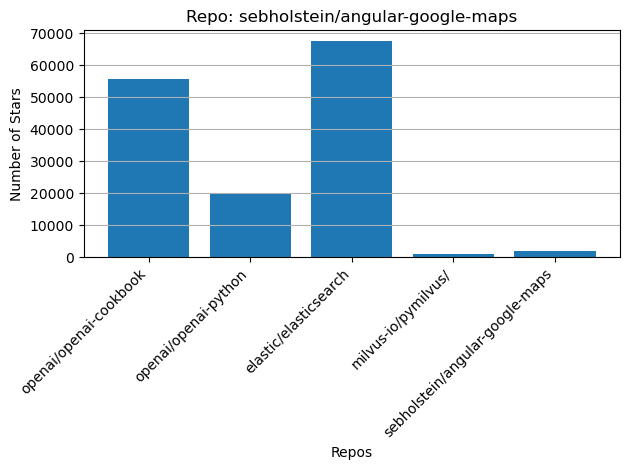 Repo: sebholstein/angular-google-maps
Number of Stars
70000
60000
50000
40000
30000
20000
10000
0
openai/openai-cookbook
openai/openai-python
elastic/elasticsearch
milvus-io/pymilvus/
sebholstein/angular-google-maps
Repos